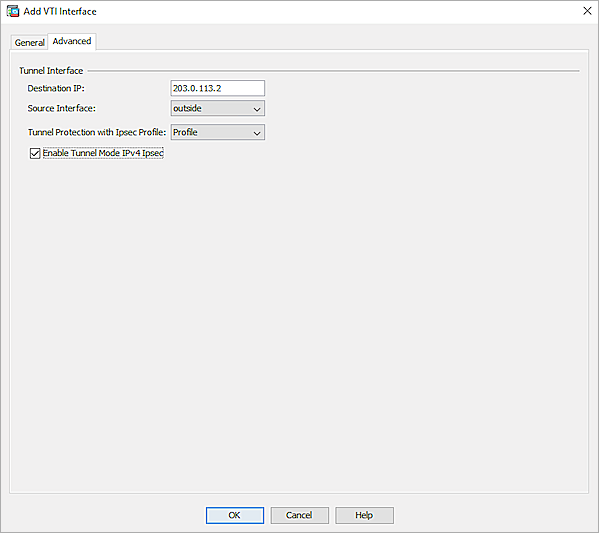 Add VTI Interface
General Advanced
Tunnel Interface
Destination IP: 203.0.113.2
Source Interface: outside
Tunnel Protection with Ipsec Profile: Profile
Enable Tunnel Mode IPv4 Ipsec
OK Cancel Help